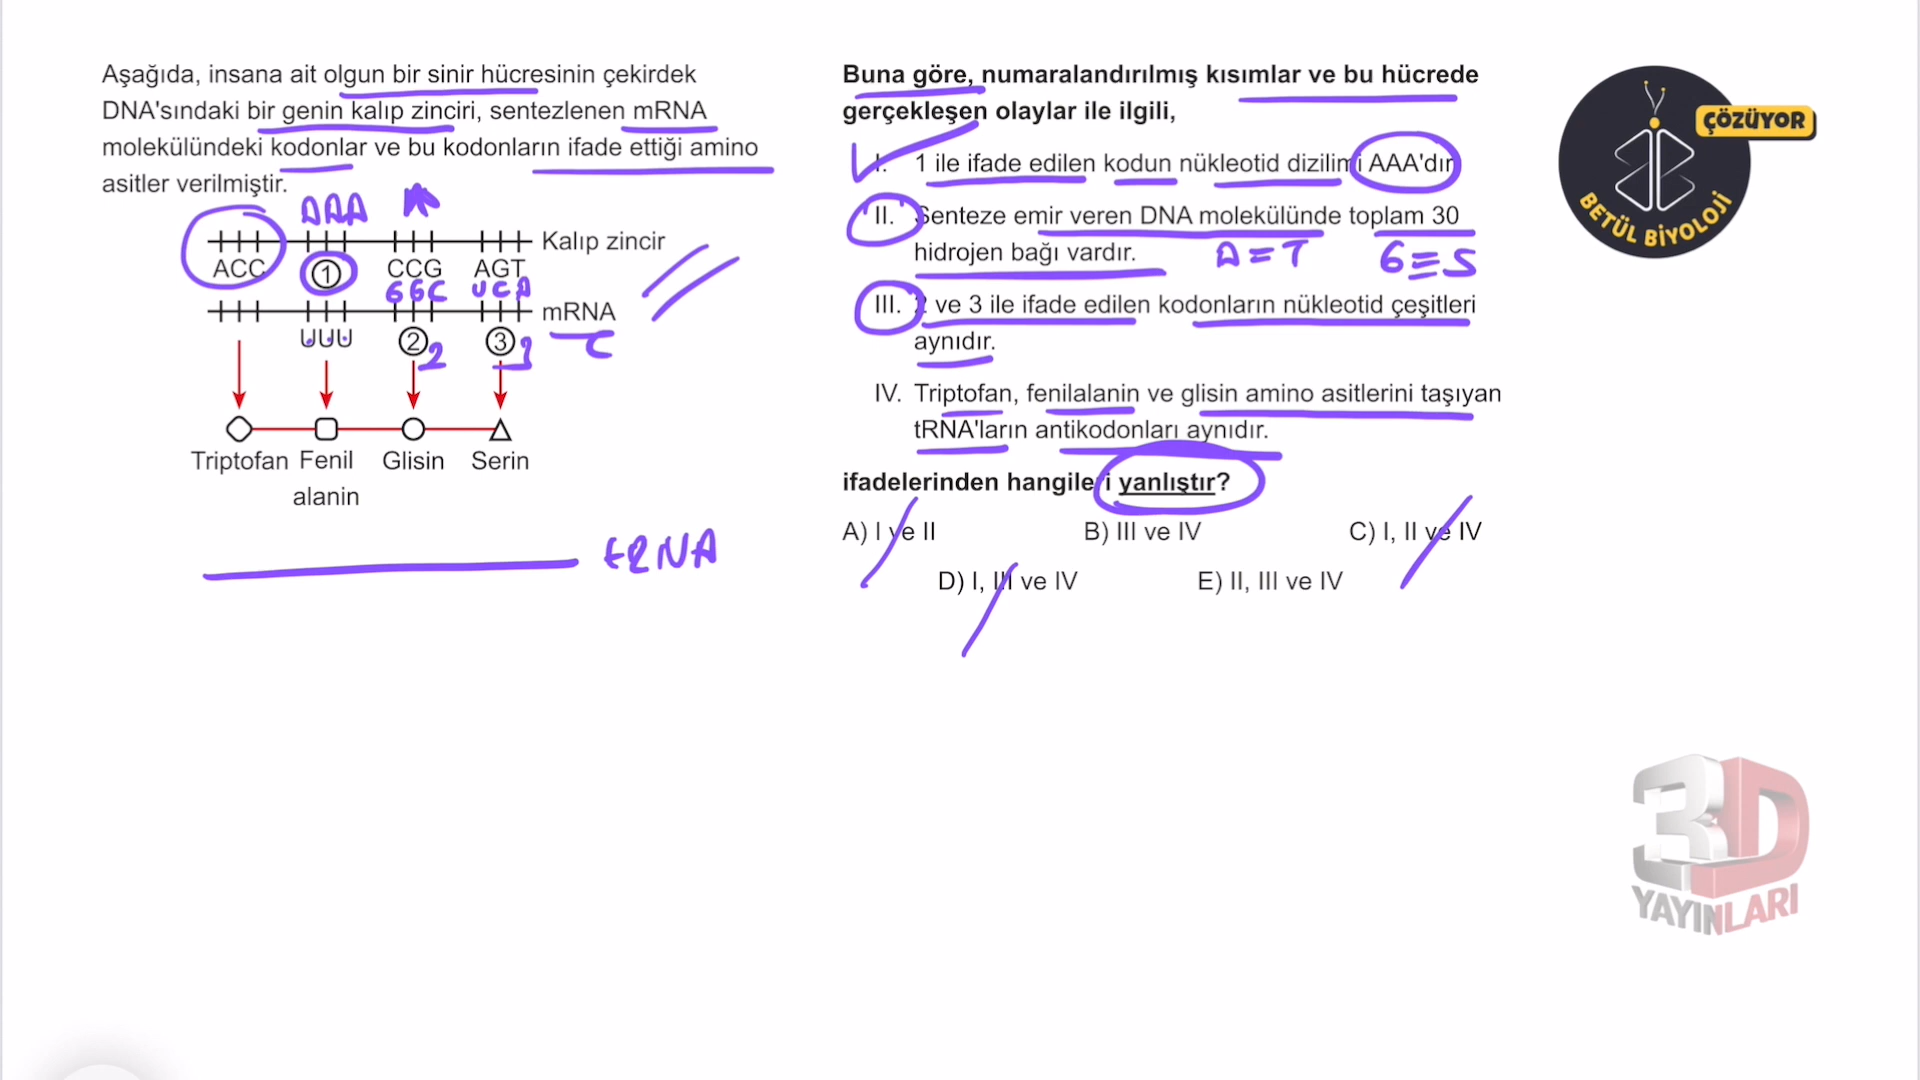 Aşağıda, insana ait olgun bir sinir hücresinin çekirdek
DNA'sındaki bir genin kalıp zinciri, sentezlenen mRNA
molekülündeki kodonlar ve bu kodonların ifade ettiği amino
asitler verilmiştir.
AAA
Kalıp zincir
ACC 1 CCG AGT
GGC UCA
mRNA
UUU 2 3
2 3
Triptofan Fenil Glisin Serin
alanin
tRNA
Buna göre, numaralandırılmış kısımlar ve bu hücrede
gerçekleşen olaylar ile ilgili,
I. 1 ile ifade edilen kodun nükleotid dizilimi AAA'dır
II. Senteze emir veren DNA molekülünde toplam 30
hidrojen bağı vardır. A=T G≡S
III. 2 ve 3 ile ifade edilen kodonların nükleotid çeşitleri
aynıdır.
IV. Triptofan, fenilalanin ve glisin amino asitlerini taşıyan
tRNA'ların antikodonları aynıdır.
ifadelerinden hangileri yanlıştır?
A) I ve II B) III ve IV C) I, II ve IV
D) I, III ve IV E) II, III ve IV
ÇÖZÜYOR
BETÜL BİYOLOJİ
3D
YAYINLARI